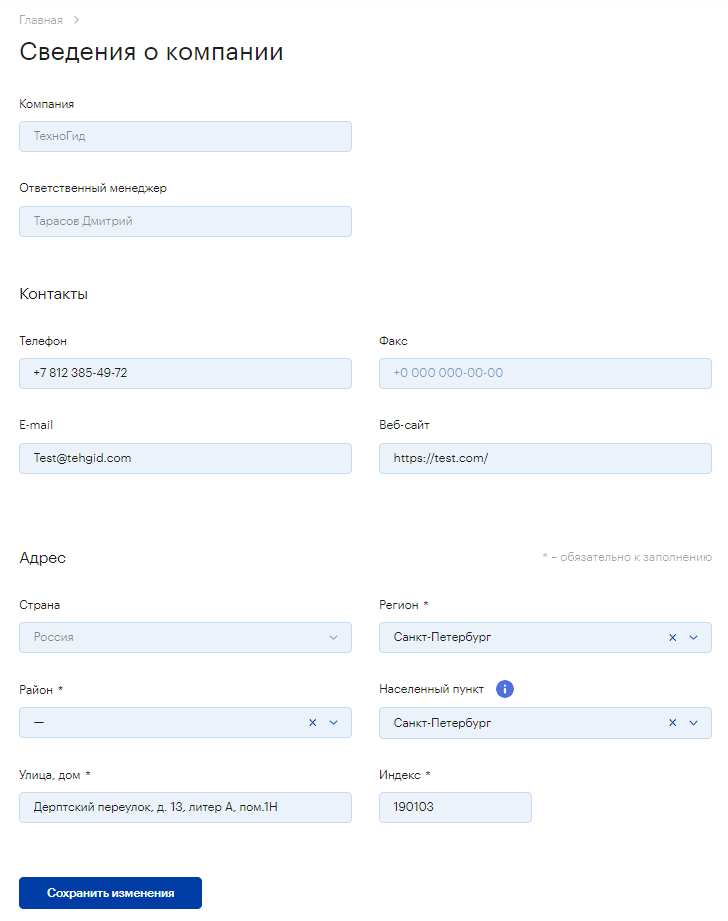 Главная
Сведения о компании
Компания
ТехноГид
Ответственный менеджер
Тарасов Дмитрий
Контакты
Телефон
Факс
+7 812 385-49-72
+0 000 000-00-00
E-mail
Веб-сайт
Test@tehgid.com
https://test.com/
Адрес
* – обязательно к заполнению
Страна
Регион *
Россия
Санкт-Петербург
Район *
Населенный пункт
—
Санкт-Петербург
Улица, дом *
Индекс *
Дерптский переулок, д. 13, литер А, пом.1Н
190103
Сохранить изменения